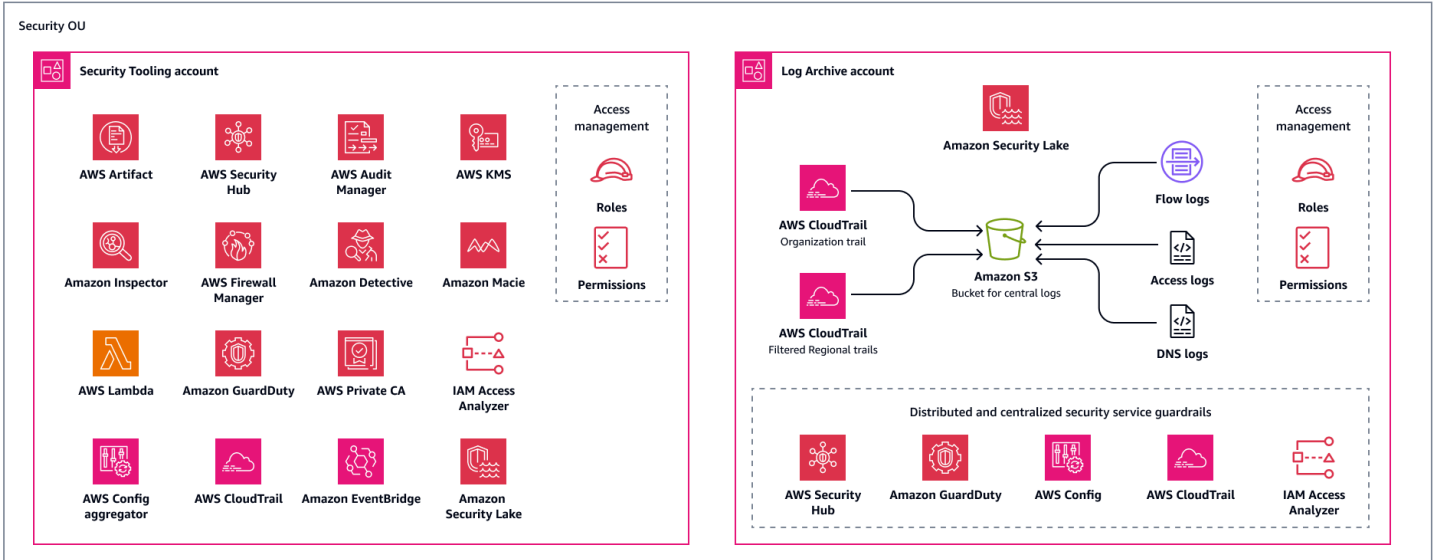 Security OU
Security Tooling account
AWS Artifact
AWS Security
Hub
AWS Audit
Manager
AWS KMS
Access
management
Roles
Permissions
Amazon Inspector
AWS Firewall
Manager
Amazon Detective
Amazon Macie
AWS Lambda
Amazon GuardDuty
AWS Private CA
IAM Access
Analyzer
AWS Config
aggregator
AWS CloudTrail
Amazon EventBridge
Amazon
Security Lake
Log Archive account
Amazon Security Lake
AWS CloudTrail
Organization trail
AWS CloudTrail
Filtered Regional trails
Amazon S3
Bucket for central logs
Flow logs
Access logs
DNS logs
Access
management
Roles
Permissions
Distributed and centralized security service guardrails
AWS Security
Hub
Amazon GuardDuty
AWS Config
AWS CloudTrail
IAM Access
Analyzer